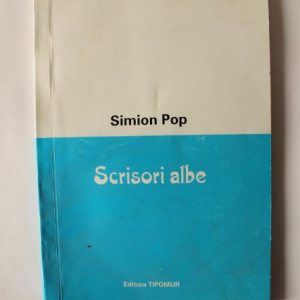 Simion Pop
Scrisori albe
Editura TIPOMUR